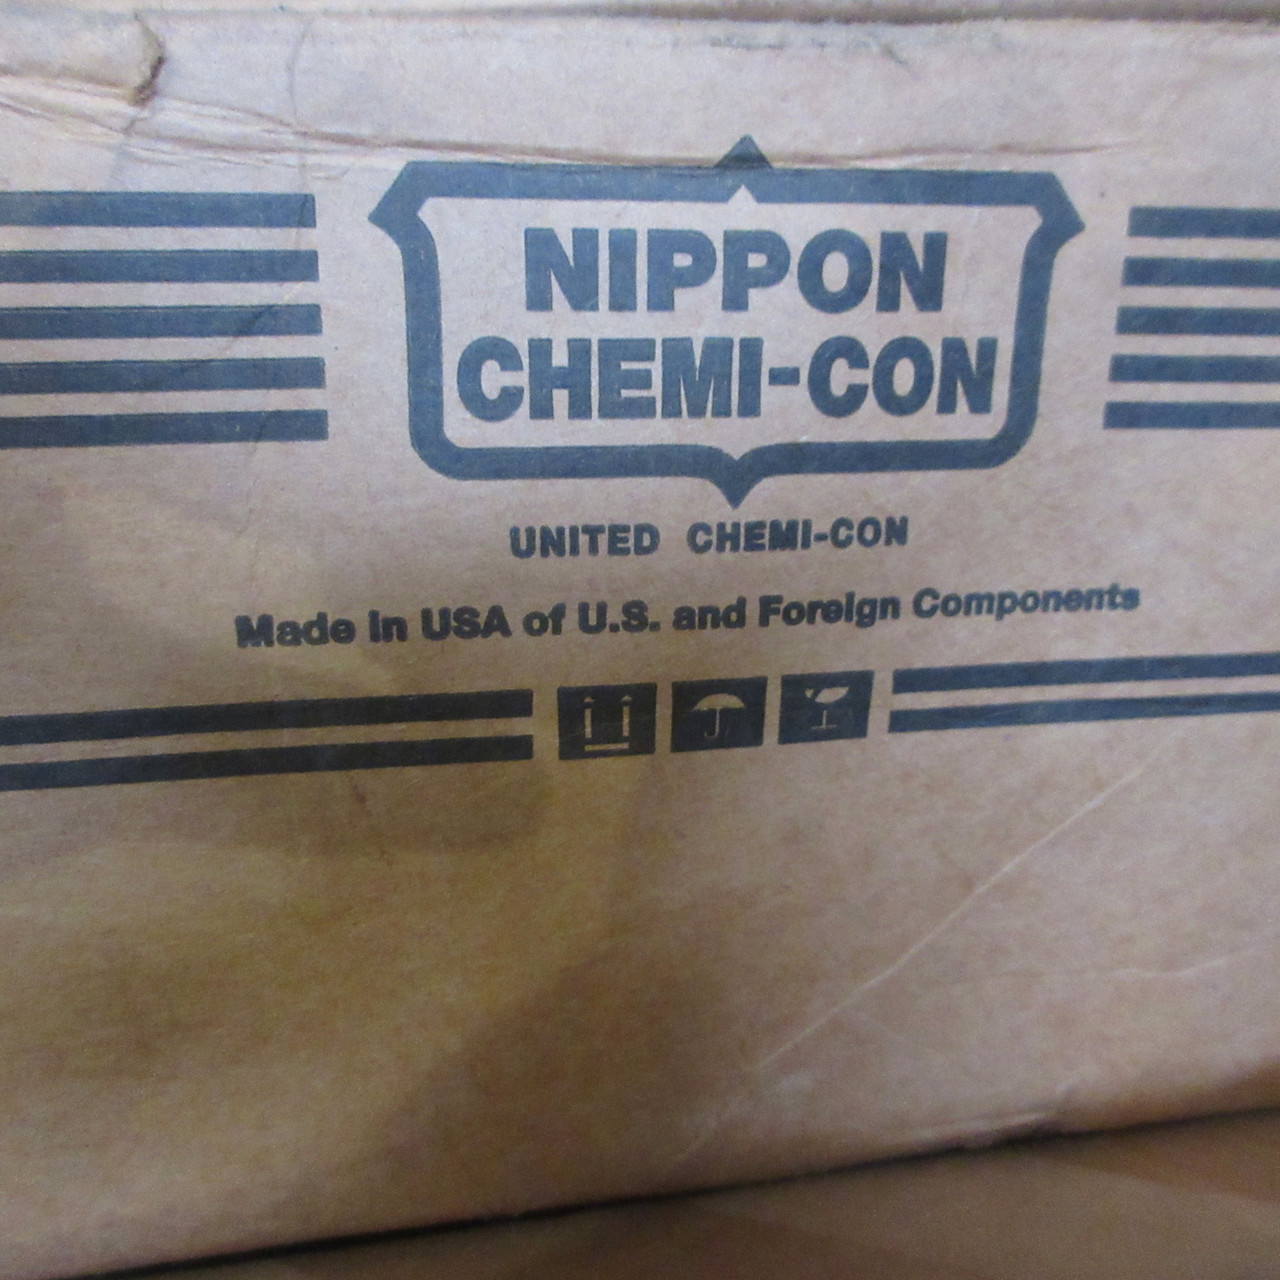 NIPPON
CHEMI-CON
UNITED CHEMI-CON
Made in USA of U.S. and Foreign Components